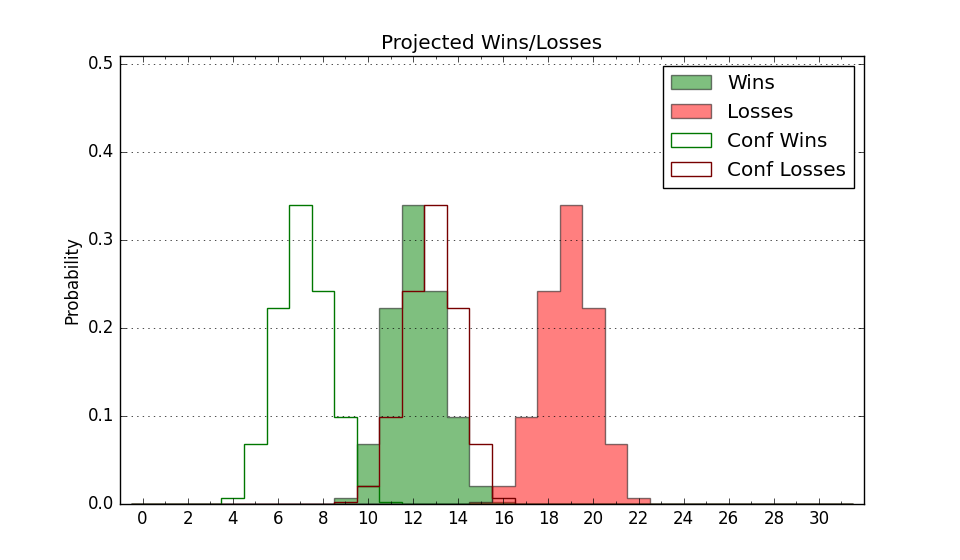 Projected Wins/Losses
Wins
Losses
Conf Wins
Conf Losses
Probability
0.5
0.4
0.3
0.2
0.1
0.0
0 2 4 6 8 10 12 14 16 18 20 22 24 26 28 30